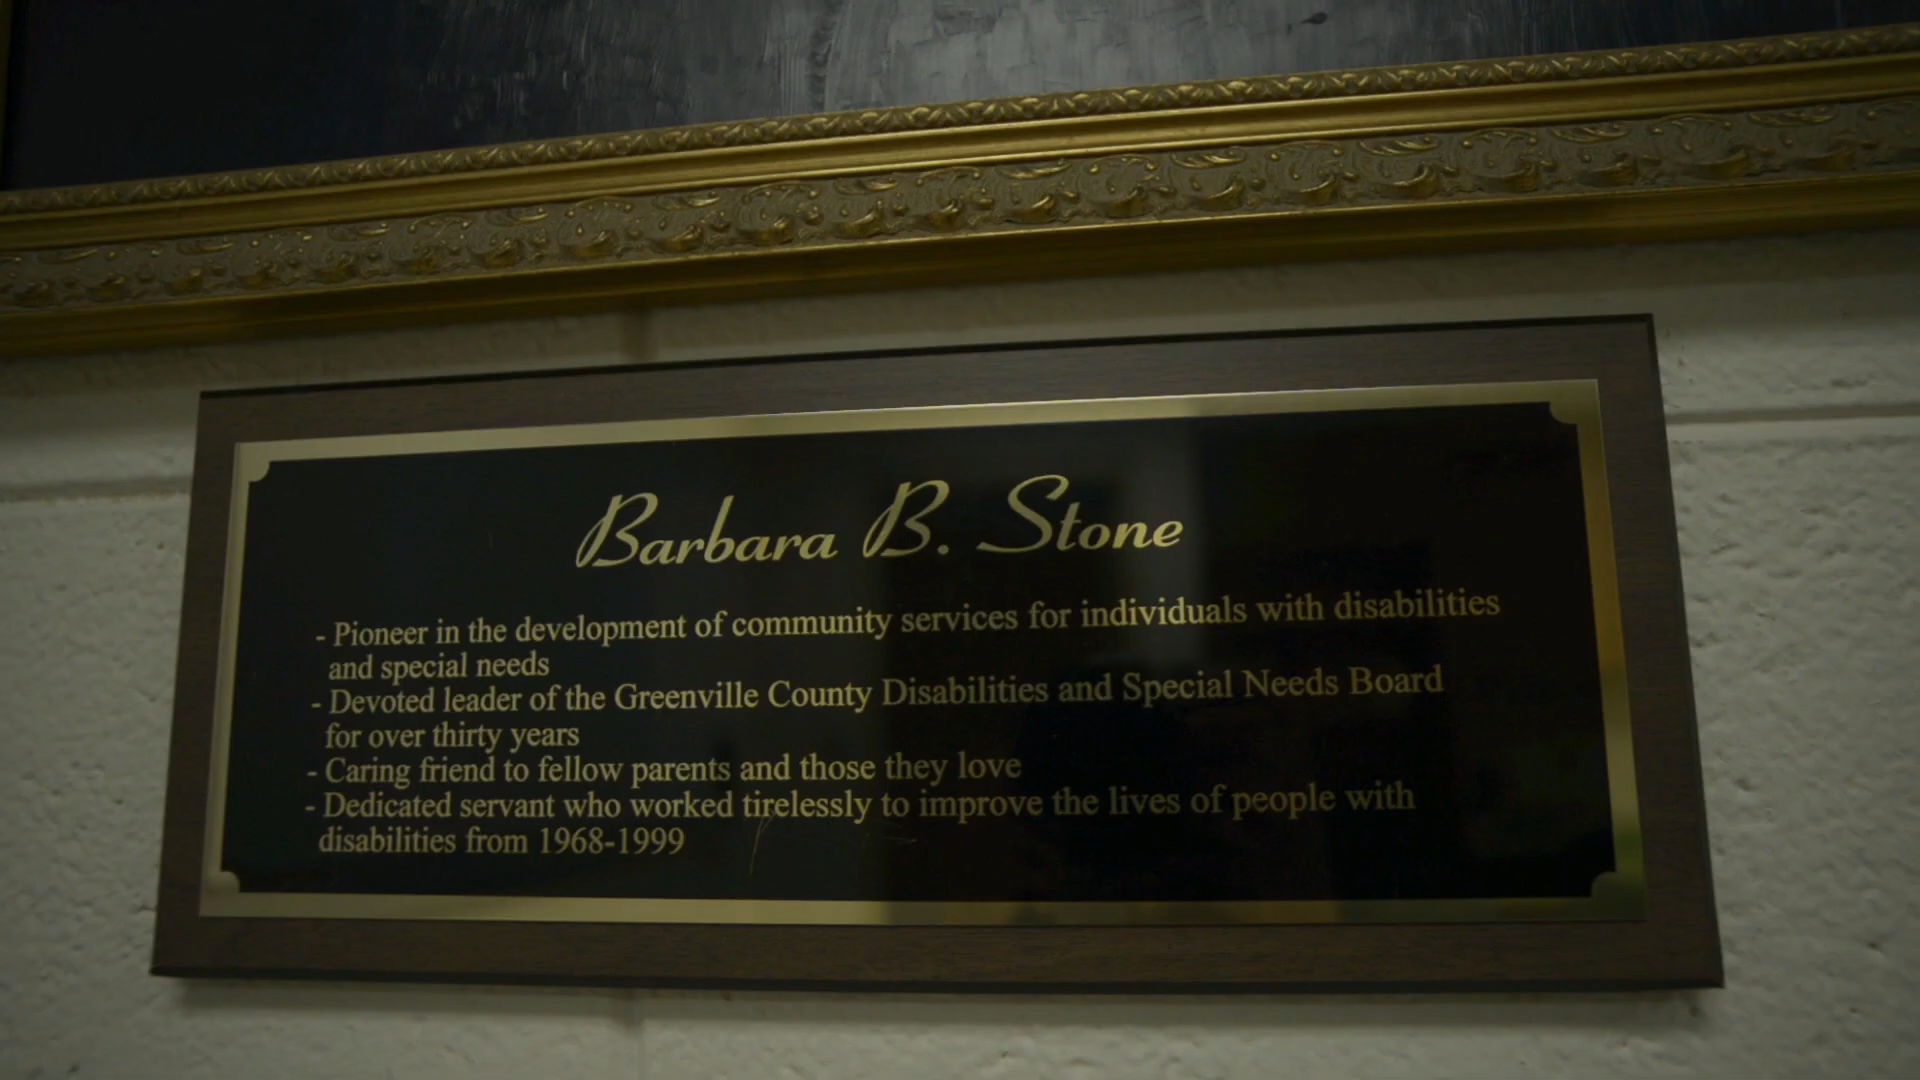 Barbara B. Stone
- Pioneer in the development of community services for individuals with disabilities
and special needs
- Devoted leader of the Greenville County Disabilities and Special Needs Board
for over thirty years
- Caring friend to fellow parents and those they love
- Dedicated servant who worked tirelessly to improve the lives of people with
disabilities from 1968-1999